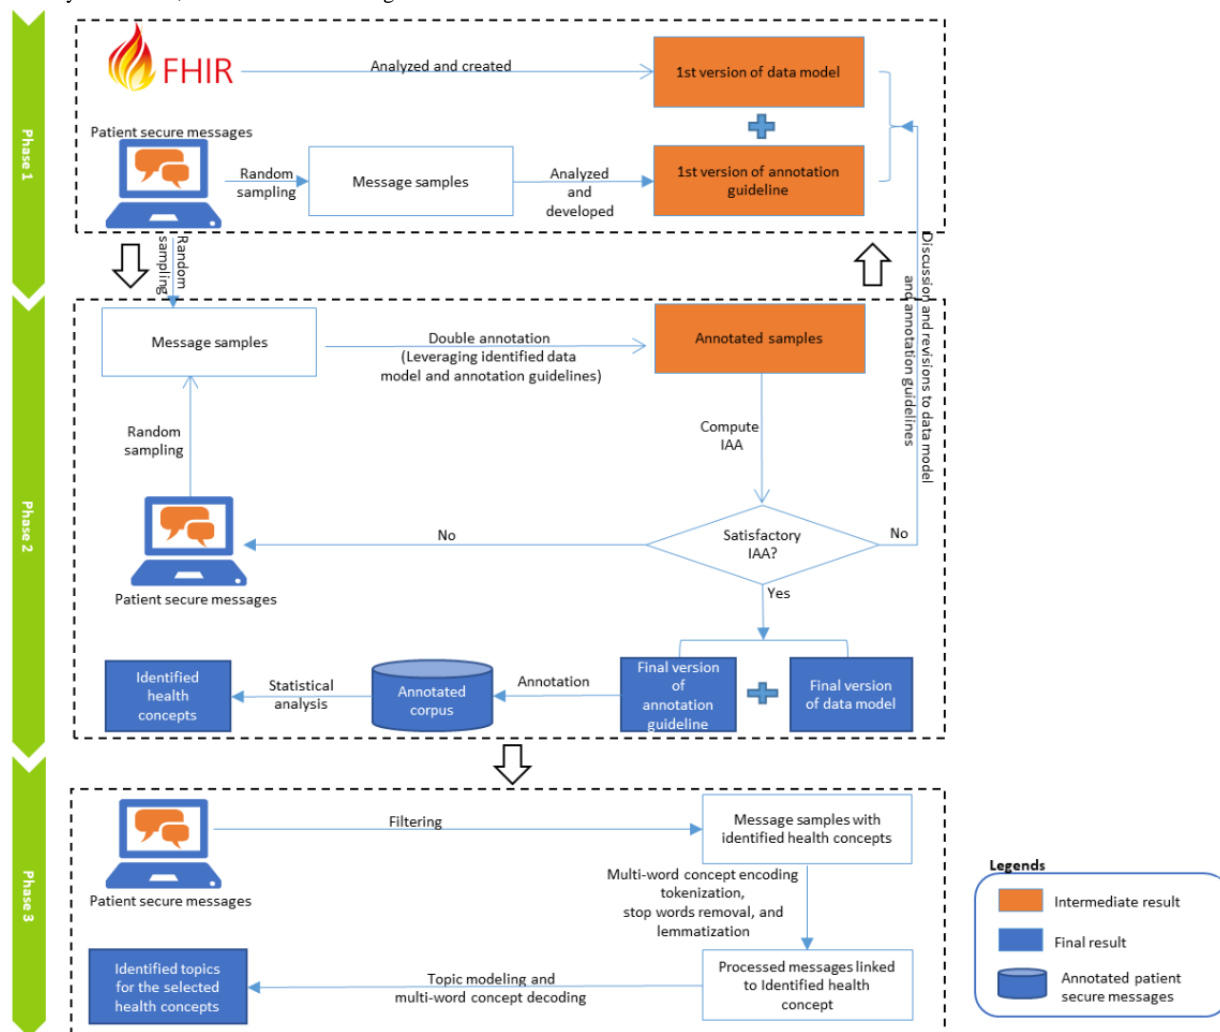 FHIR
Analyzed and created
1st version of data model
Phase 1
Patient secure messages
Random
sampling
Message samples
Analyzed
and
developed
1st version of annotation
guideline
Random
sampling
Discussion and revisions to data model
and annotation guidelines
Phase 2
Message samples
Double annotation
(Leveraging identified data
model and annotation guidelines)
Annotated samples
Random
sampling
Compute
IAA
No
Satisfactory
IAA?
No
Patient secure messages
Yes
Identified
health
concepts
Statistical
analysis
Annotated
corpus
Annotation
Final version
of
annotation
guideline
Final version
of data model
Phase 3
Filtering
Message samples with
identified health concepts
Patient secure messages
Multi-word concept encoding
tokenization,
stop words removal, and
lemmatization
Identified topics
for the selected
health concepts
Topic modeling and
multi-word concept decoding
Processed messages linked
to Identified health
concept
Legends
Intermediate result
Final result
Annotated patient
secure messages